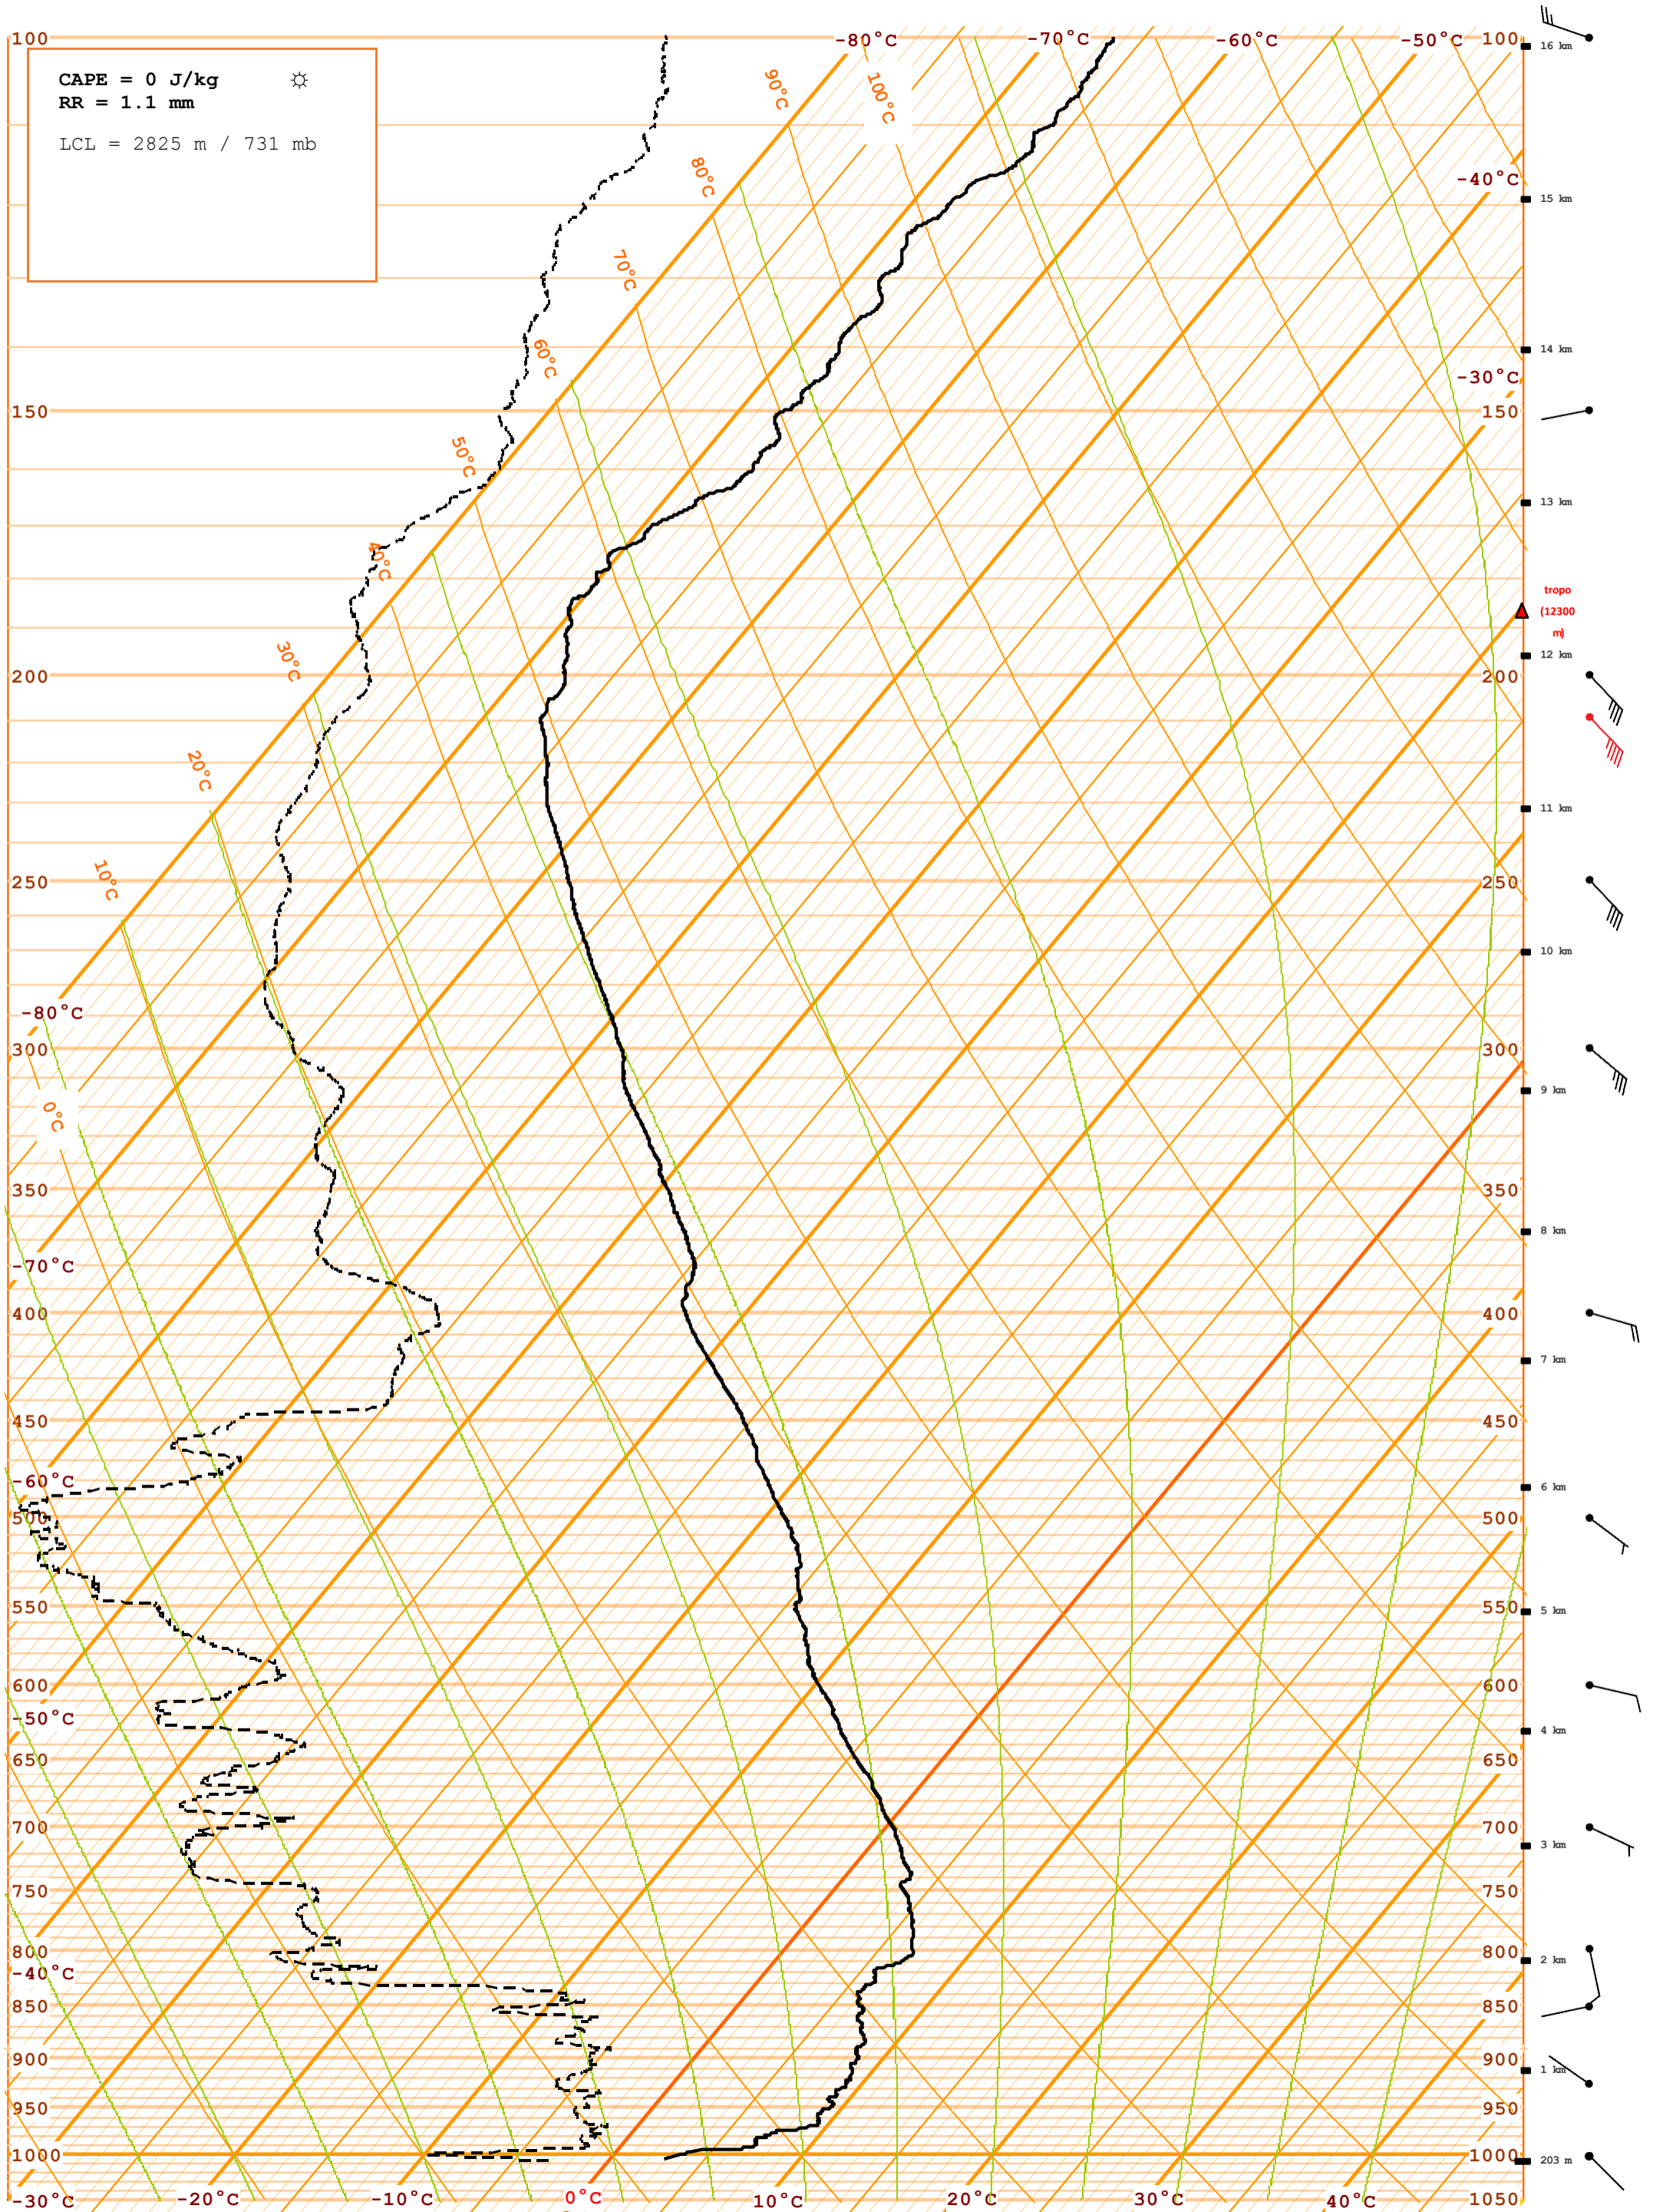 100
-80°C
-70°C
-60°C
-50°C
100
16 km
CAPE = 0 J/kg ☼
RR = 1.1 mm
LCL = 2825 m / 731 mb
90°C
100°C
80°C
-40°C
15 km
70°C
60°C
14 km
-30°C
150
150
50°C
13 km
40°C
tropo
(12300
m)
30°C
12 km
200
200
20°C
11 km
10°C
250
250
10 km
-80°C
300
300
9 km
0°C
350
350
8 km
-70°C
400
400
7 km
450
450
-60°C
6 km
500
500
550
550
5 km
600
600
-50°C
4 km
650
650
700
700
3 km
750
750
800
800
2 km
-40°C
850
850
900
900
1 km
950
950
1000
1000
203 m
-30°C
-20°C
-10°C
0°C
10°C
20°C
30°C
40°C
1050